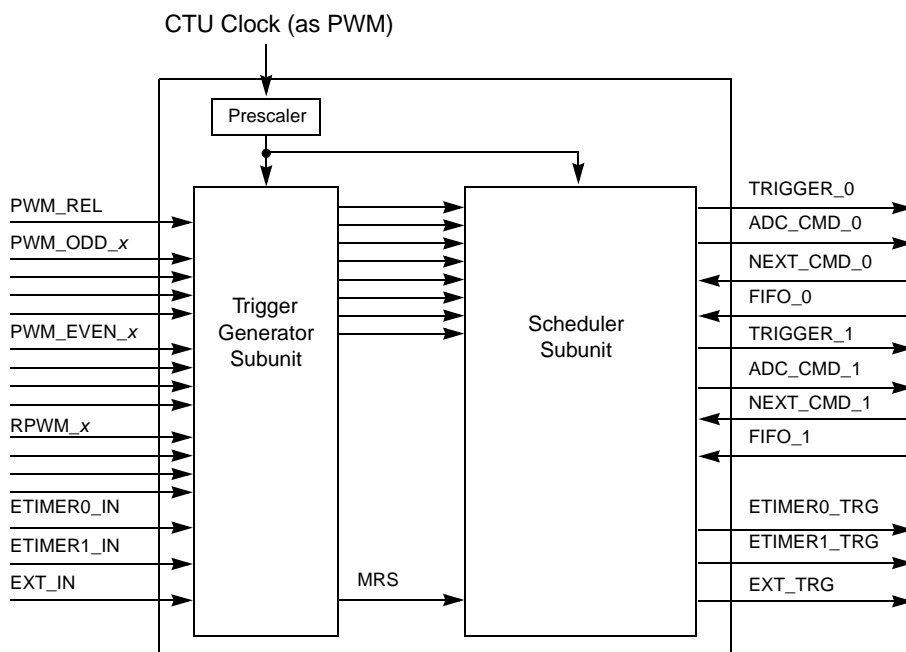 CTU Clock (as PWM)
Prescaler
PWM_REL
PWM_ODD_x
PWM_EVEN_x
RPWM_x
ETIMER0_IN
ETIMER1_IN
EXT_IN
Trigger
Generator
Subunit
MRS
Scheduler
Subunit
TRIGGER_0
ADC_CMD_0
NEXT_CMD_0
FIFO_0
TRIGGER_1
ADC_CMD_1
NEXT_CMD_1
FIFO_1
ETIMER0_TRG
ETIMER1_TRG
EXT_TRG